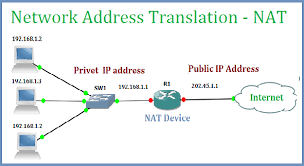 Network Address Translation - NAT
192.168.1.2
Privet IP address
Public IP Address
192.168.1.3
SW1
192.168.1.1
R1
202.45.1.1
Internet
NAT Device
192.168.1.2